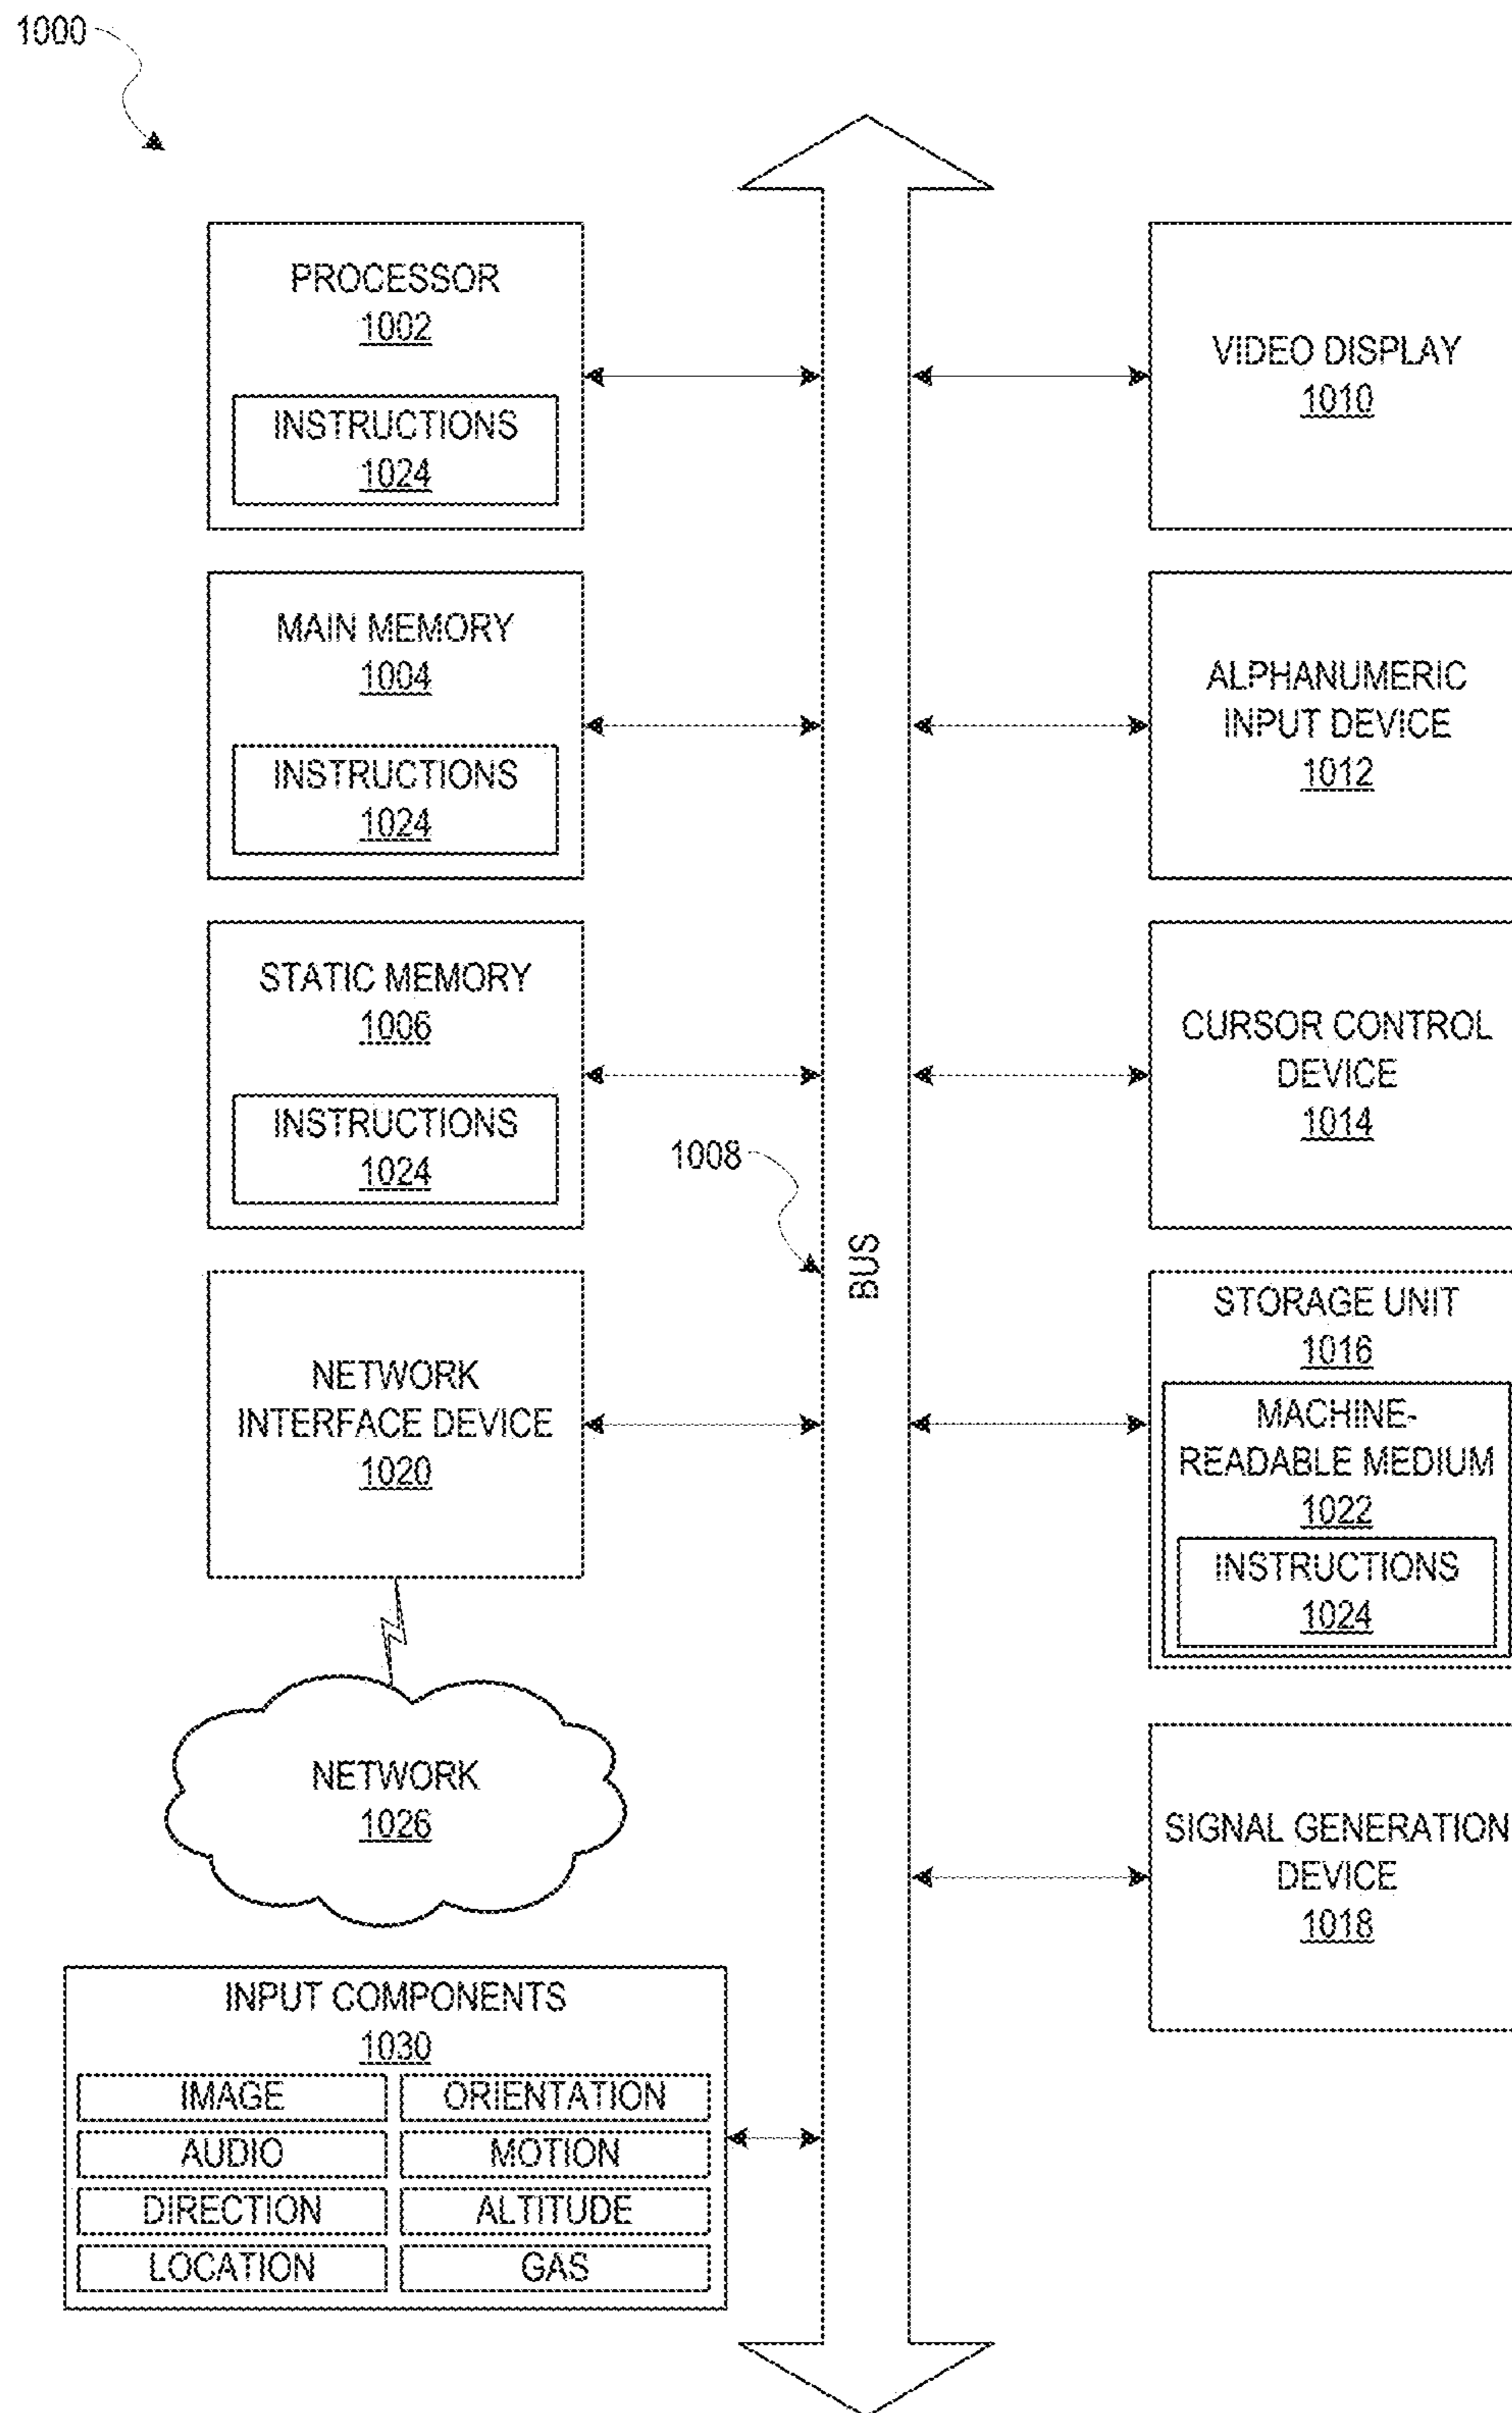 1000
PROCESSOR
1002
INSTRUCTIONS
1024
MAIN MEMORY
1004
INSTRUCTIONS
1024
STATIC MEMORY
1006
INSTRUCTIONS
1024
NETWORK
INTERFACE DEVICE
1020
NETWORK
1026
INPUT COMPONENTS
1030
IMAGE
ORIENTATION
AUDIO
MOTION
DIRECTION
ALTITUDE
LOCATION
GAS
1008
BUS
VIDEO DISPLAY
1010
ALPHANUMERIC
INPUT DEVICE
1012
CURSOR CONTROL
DEVICE
1014
STORAGE UNIT
1016
MACHINE-
READABLE MEDIUM
1022
INSTRUCTIONS
1024
SIGNAL GENERATION
DEVICE
1018